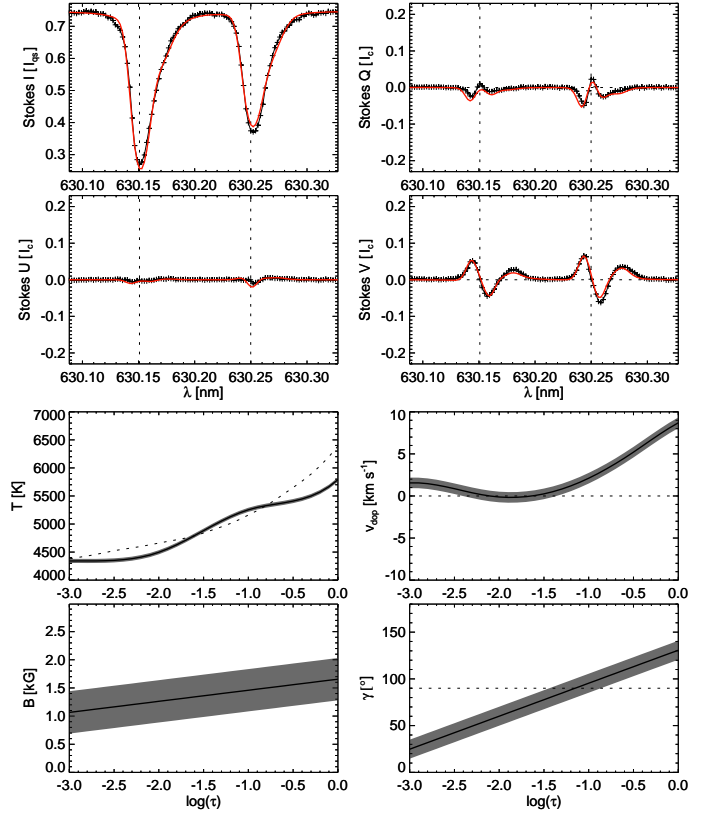 Stokes I [I_qs]
0.7
0.6
0.5
0.4
0.3
630.10 630.15 630.20 630.25 630.30
Stokes Q [I_c]
0.2
0.1
0.0
-0.1
-0.2
630.10 630.15 630.20 630.25 630.30
Stokes U [I_c]
0.2
0.1
0.0
-0.1
-0.2
630.10 630.15 630.20 630.25 630.30
λ [nm]
Stokes V [I_c]
0.2
0.1
0.0
-0.1
-0.2
630.10 630.15 630.20 630.25 630.30
λ [nm]
T [K]
7000
6500
6000
5500
5000
4500
4000
-3.0 -2.5 -2.0 -1.5 -1.0 -0.5 0.0
v_dop [km s⁻¹]
10
5
0
-5
-10
-3.0 -2.5 -2.0 -1.5 -1.0 -0.5 0.0
B [kG]
2.5
2.0
1.5
1.0
0.5
0.0
-3.0 -2.5 -2.0 -1.5 -1.0 -0.5 0.0
log(τ)
γ [°]
150
100
50
0
-3.0 -2.5 -2.0 -1.5 -1.0 -0.5 0.0
log(τ)